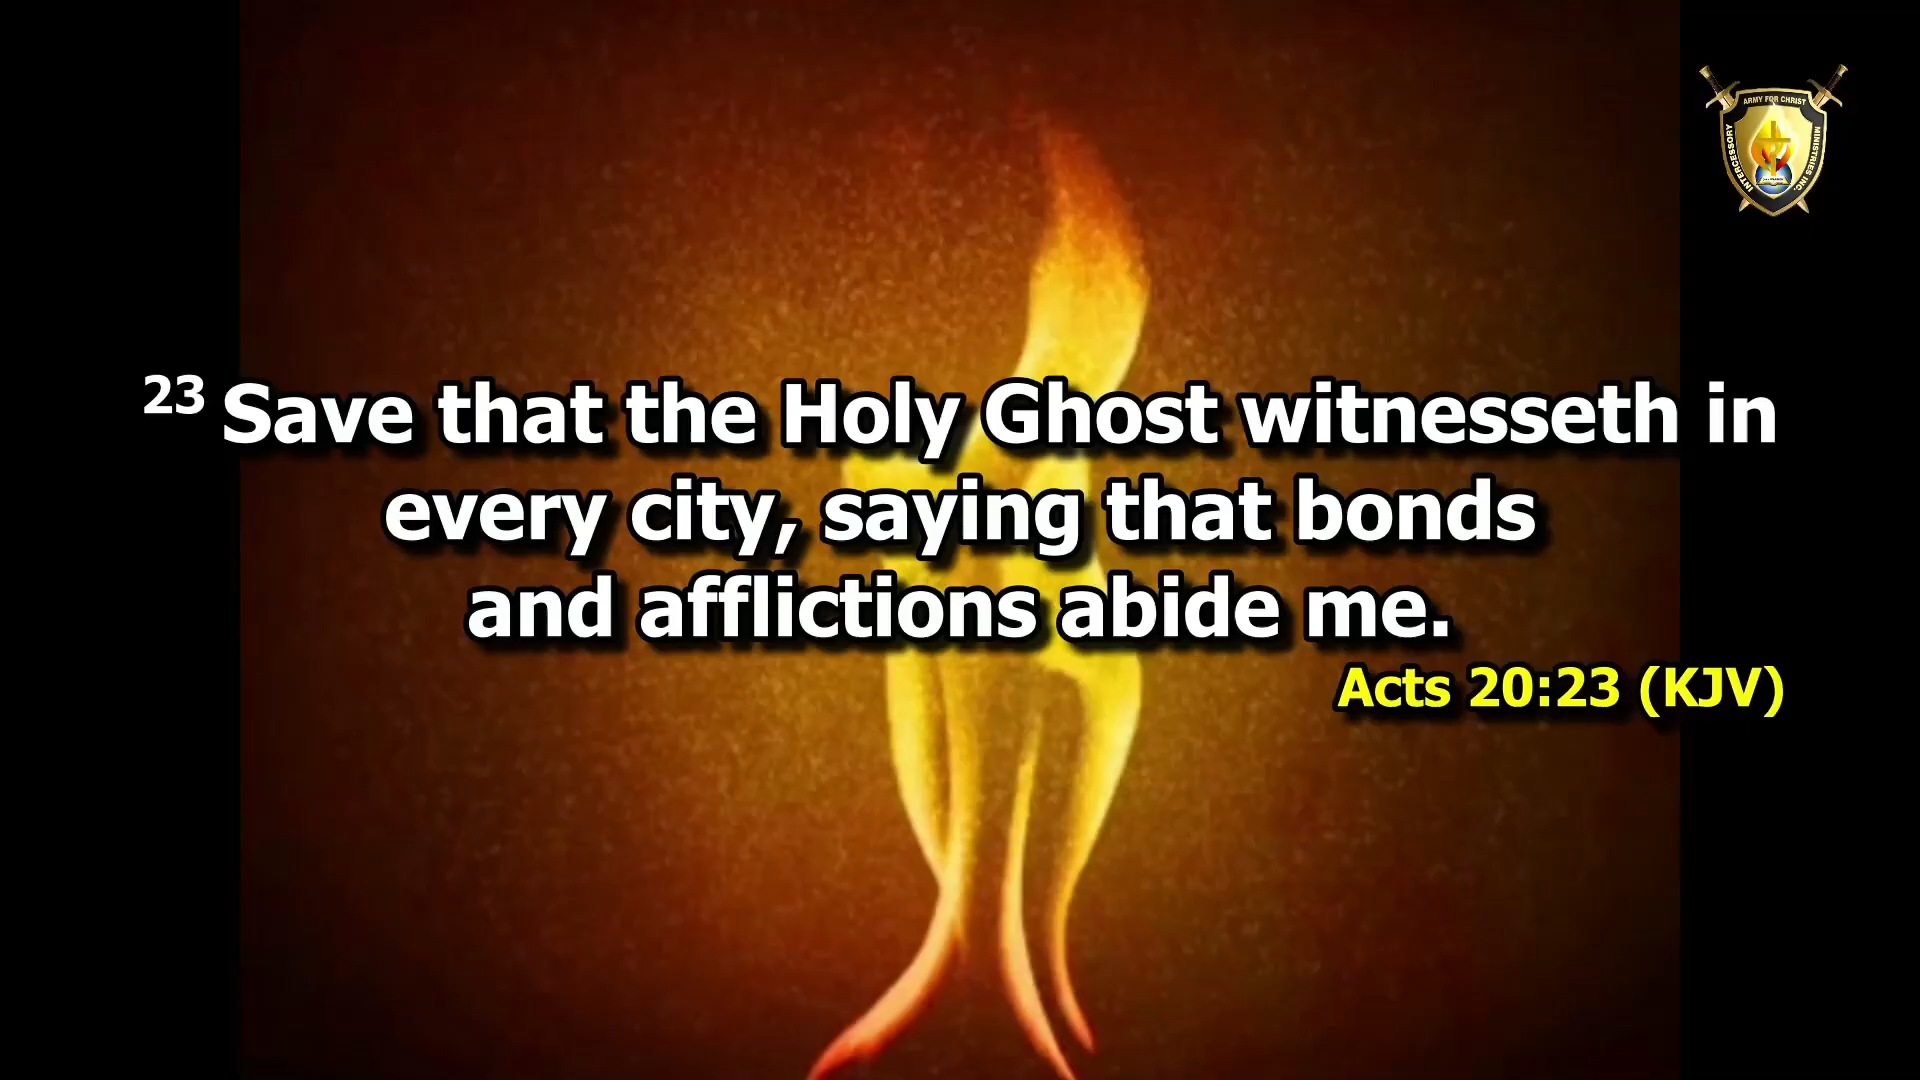 ARMY FOR CHRIST
INTERCESSORY
MINISTRIES INC.
23 Save that the Holy Ghost witnesseth in
every city, saying that bonds
and afflictions abide me.
Acts 20:23 (KJV)